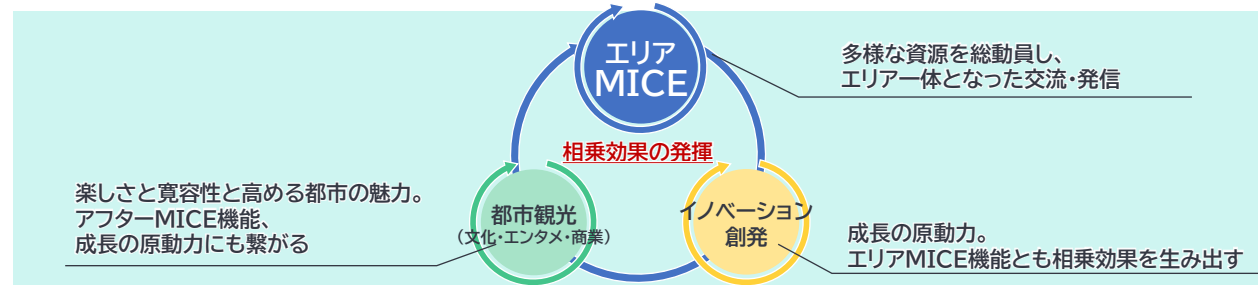 エリア
MICE
多様な資源を総動員し、
エリア一体となった交流・発信
相乗効果の発揮
楽しさと寛容性と高める都市の魅力。
アフターMICE機能、
成長の原動力にも繋がる
都市観光
（文化・エンタメ・商業）
イノベーション
創発
成長の原動力。
エリアMICE機能とも相乗効果を生み出す